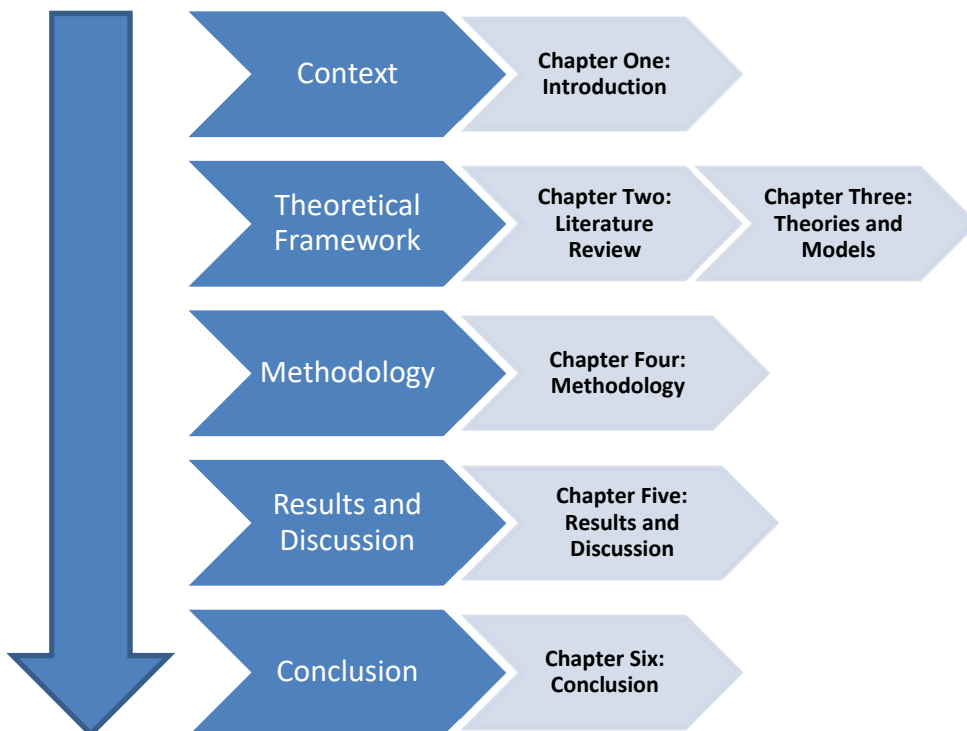 Context
Chapter One:
Introduction
Theoretical
Framework
Chapter Two:
Literature
Review
Chapter Three:
Theories and
Models
Methodology
Chapter Four:
Methodology
Results and
Discussion
Chapter Five:
Results and
Discussion
Conclusion
Chapter Six:
Conclusion